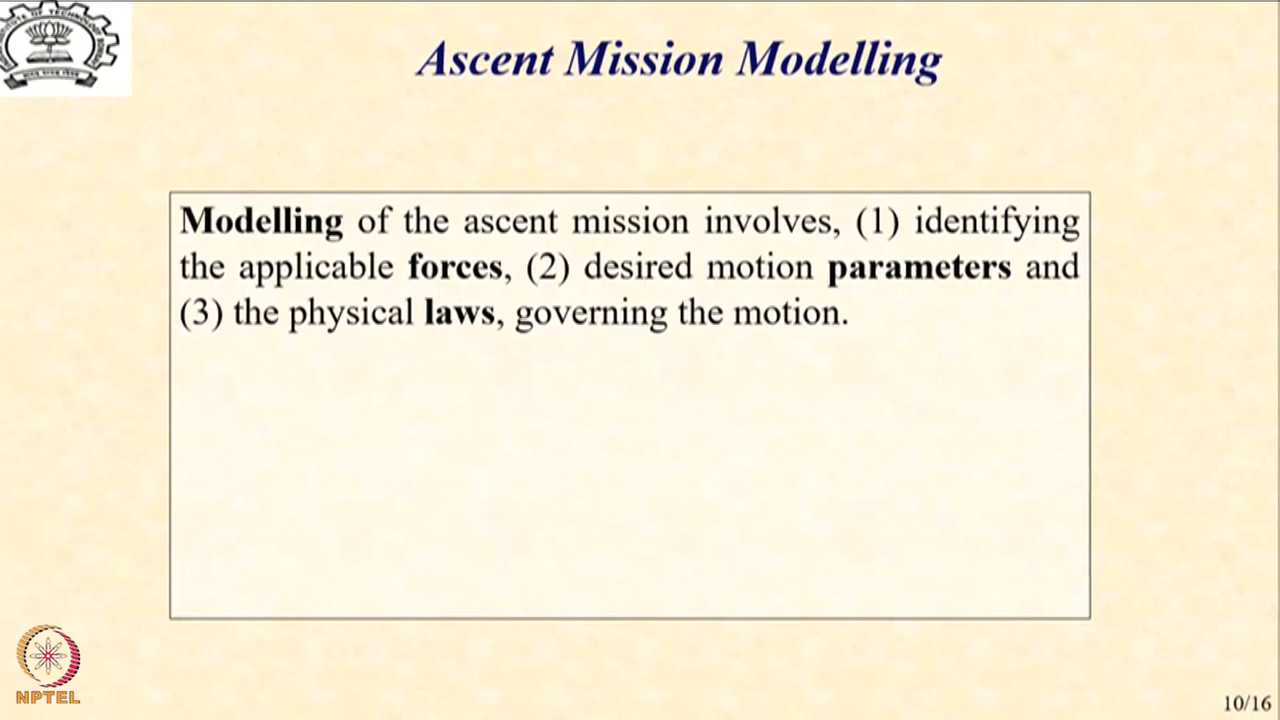 Ascent Mission Modelling
Modelling of the ascent mission involves, (1) identifying
the applicable forces, (2) desired motion parameters and
(3) the physical laws, governing the motion.
NPTEL
10/16